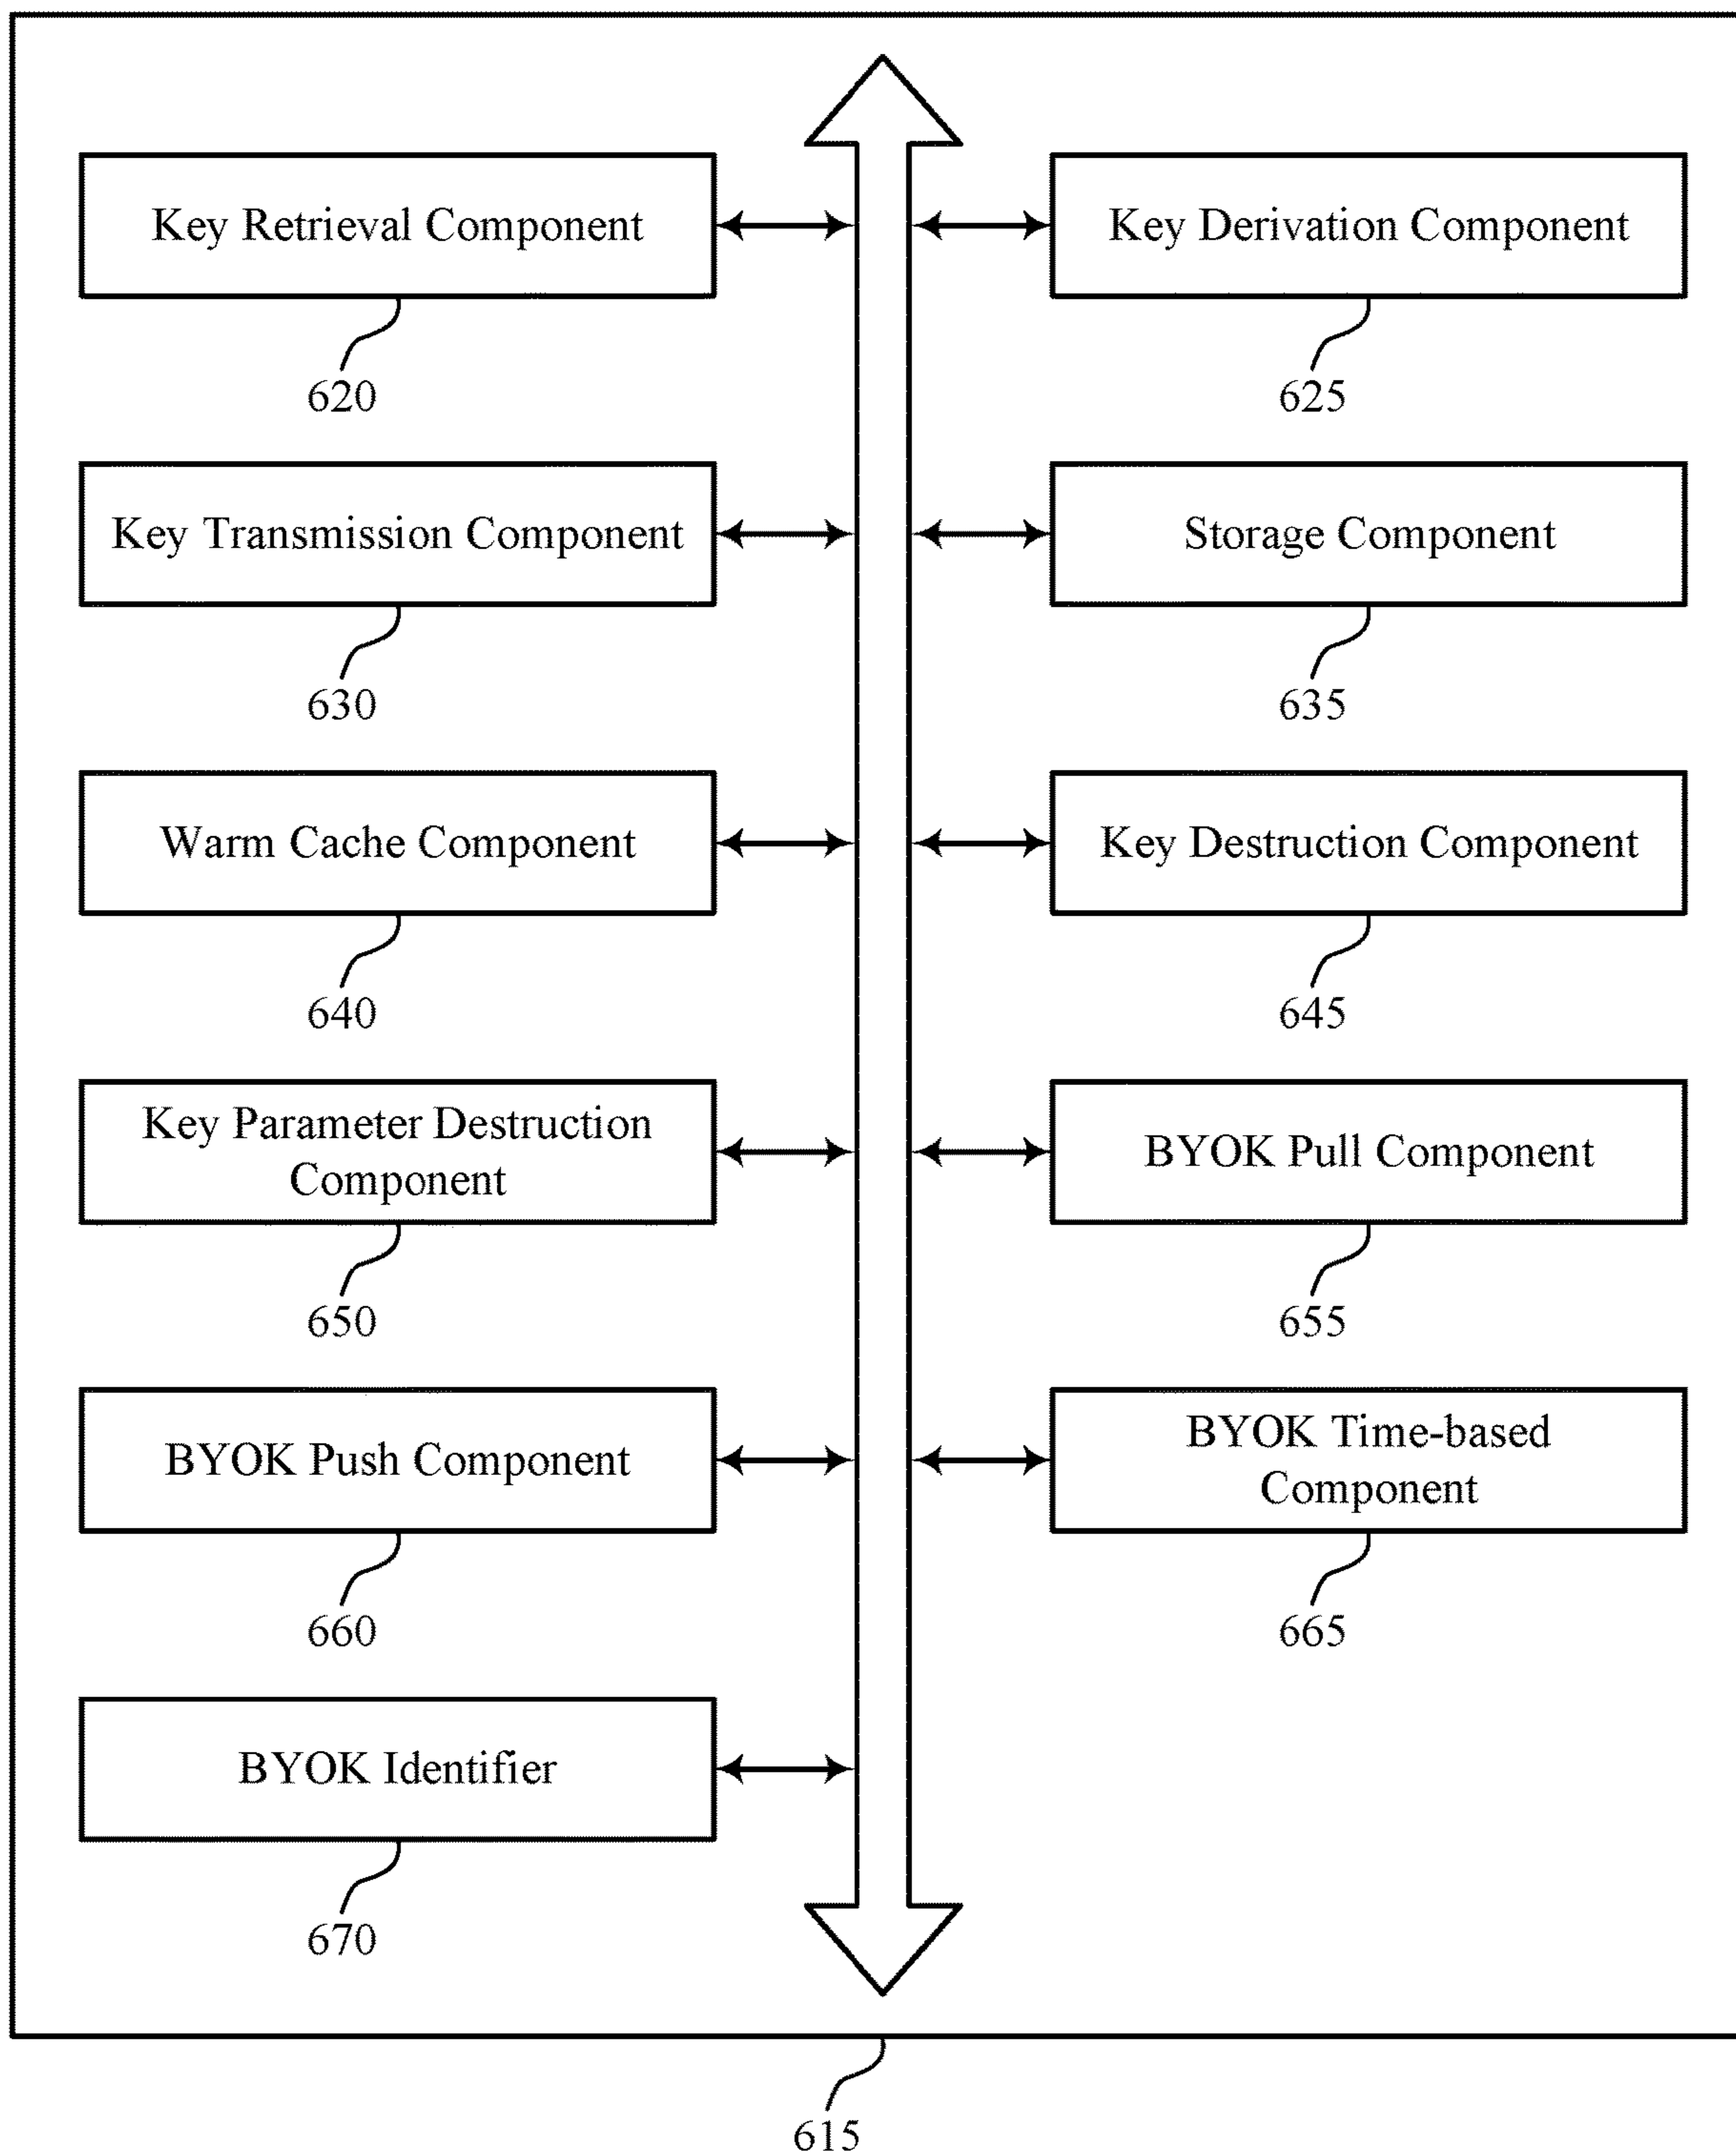 Key Retrieval Component
Key Derivation Component
620
625
Key Transmission Component
Storage Component
630
635
Warm Cache Component
Key Destruction Component
640
645
Key Parameter Destruction
Component
BYOK Pull Component
650
655
BYOK Push Component
BYOK Time-based
Component
660
665
BYOK Identifier
670
615